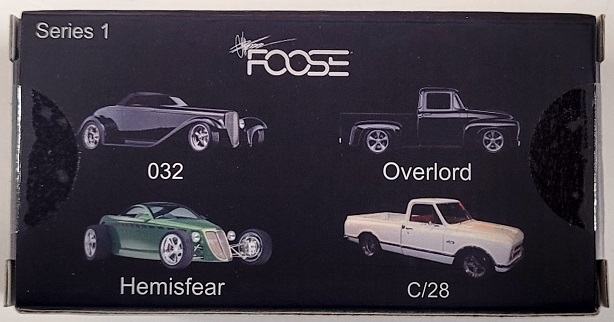 Series 1
FOOSE
032
Overlord
Hemisfear
C/28